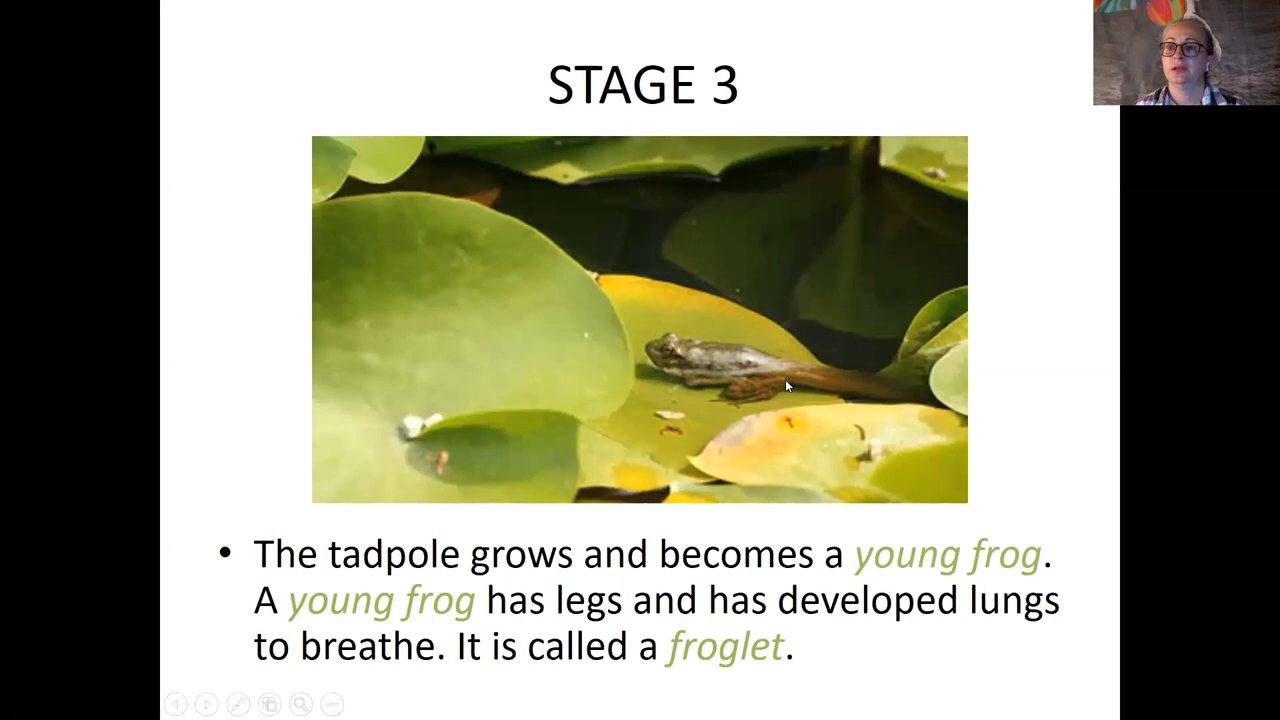 STAGE 3
• The tadpole grows and becomes a young frog.
A young frog has legs and has developed lungs
to breathe. It is called a froglet.